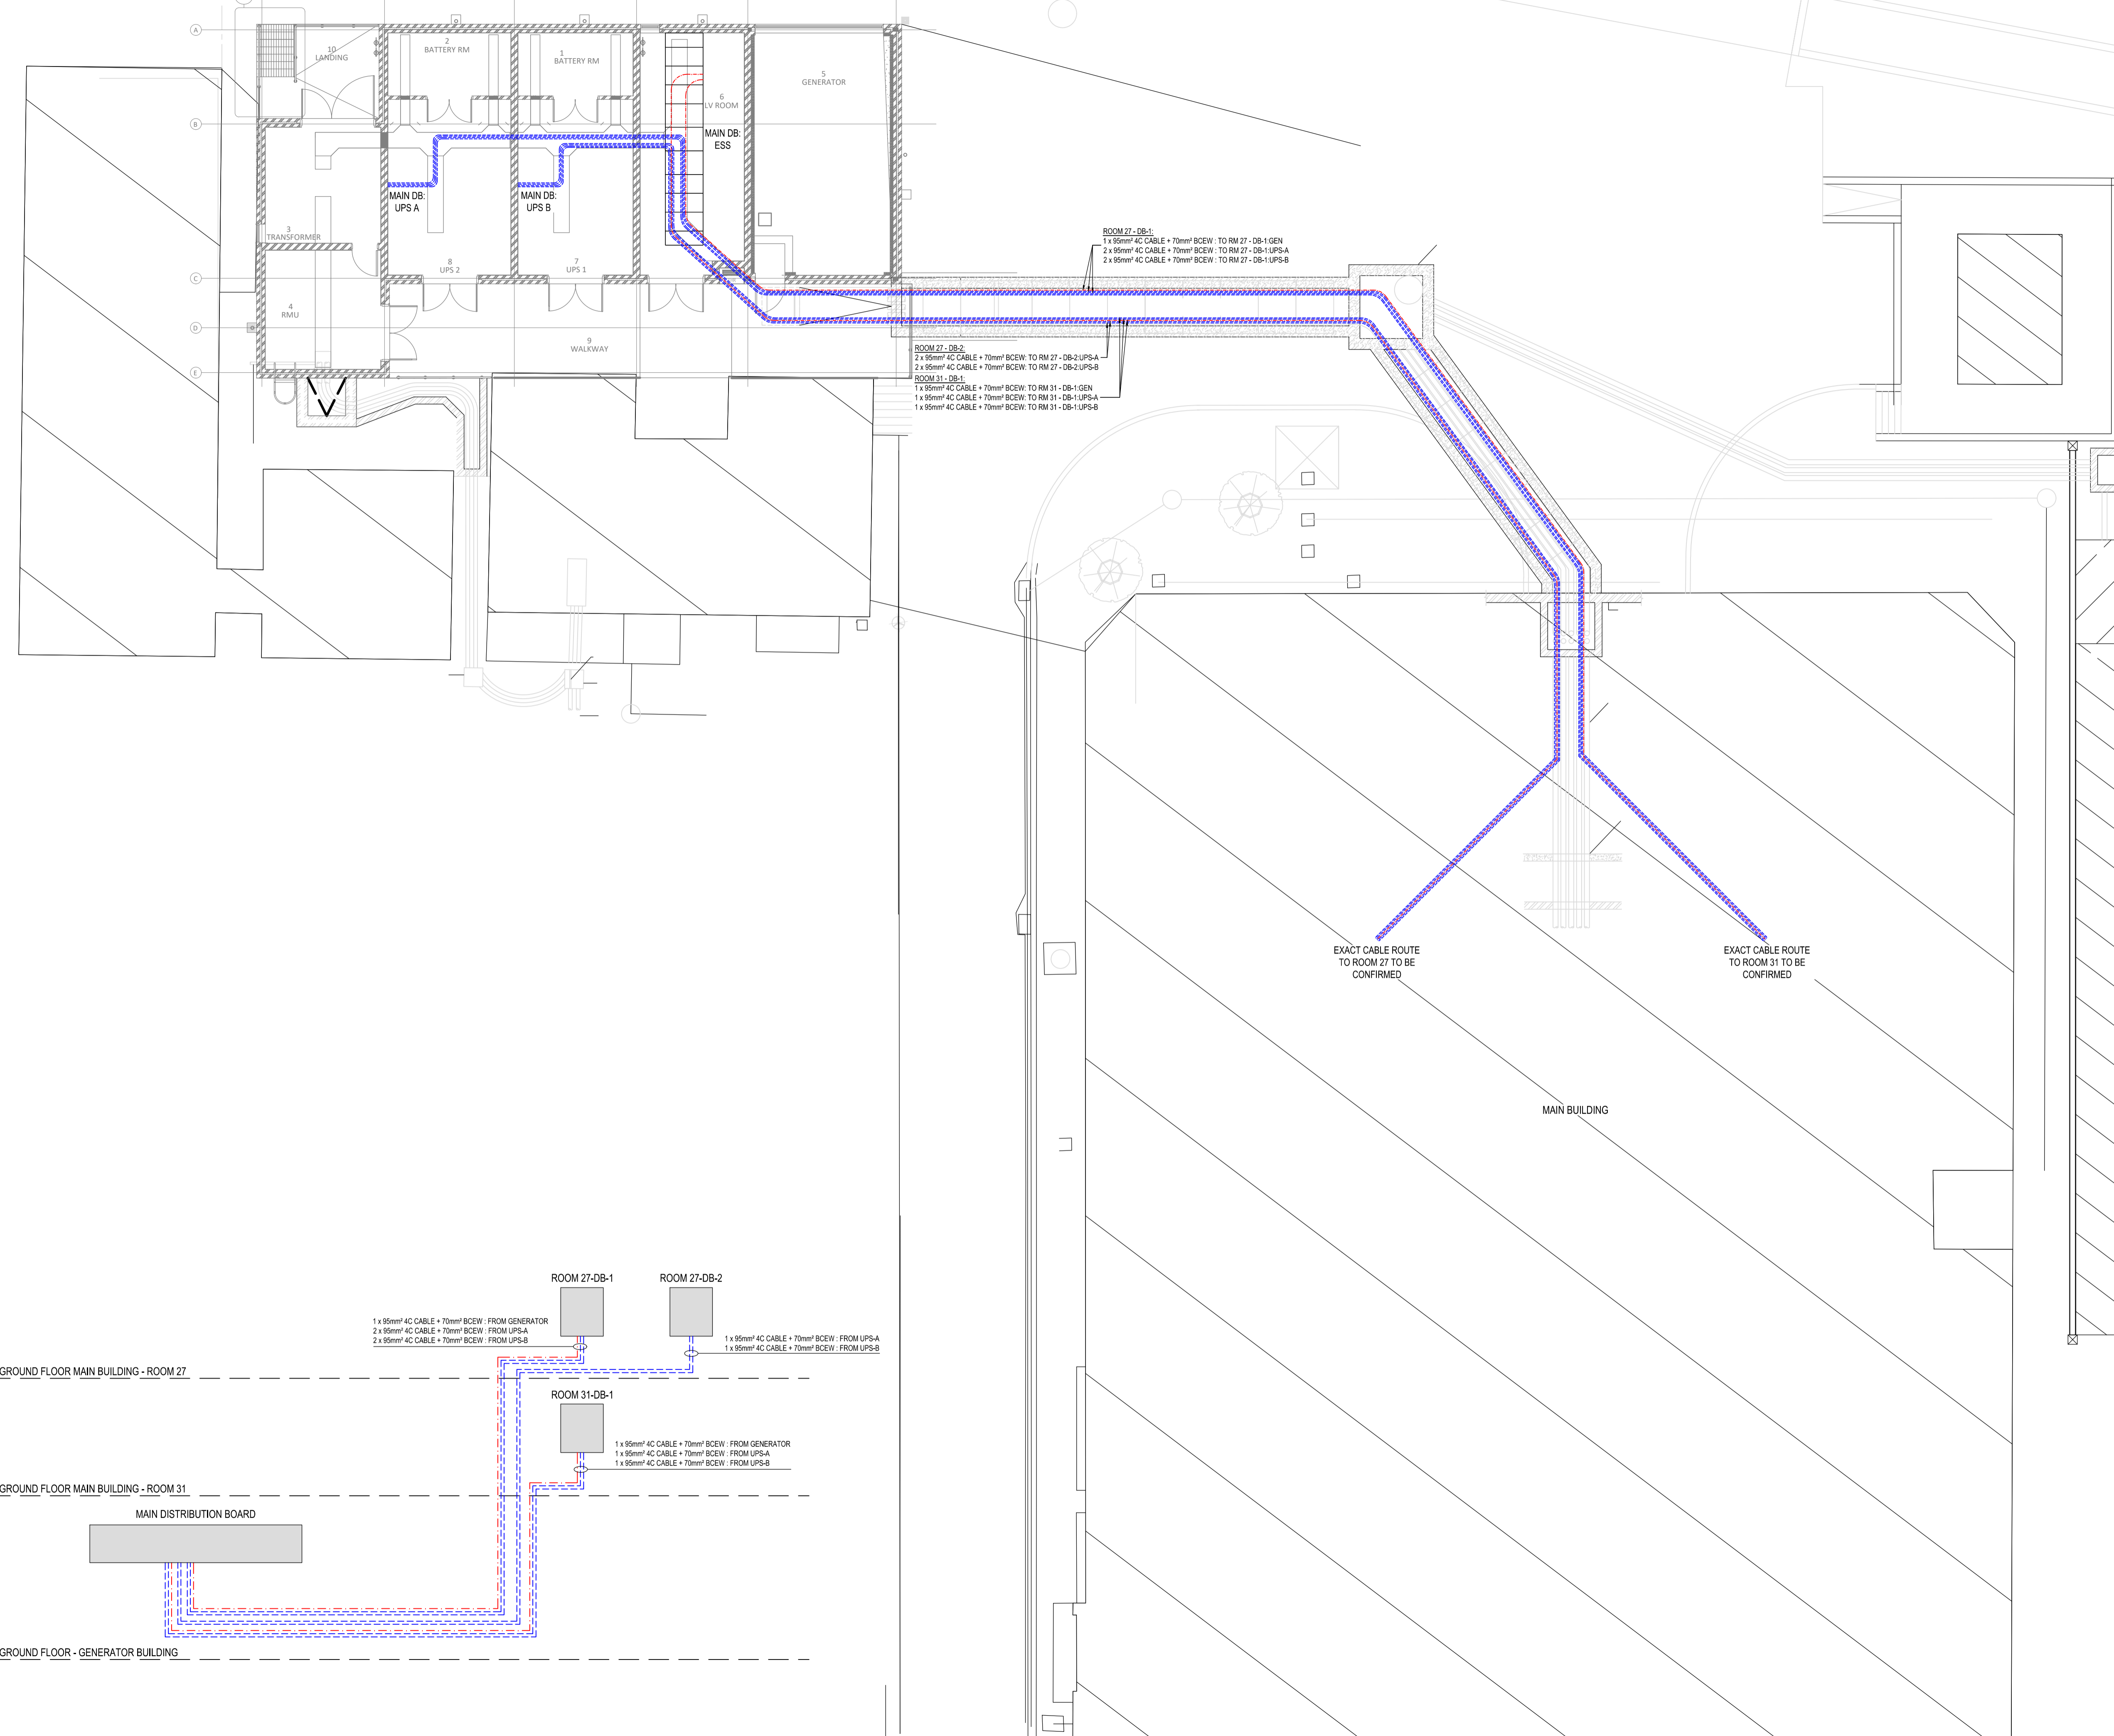 A
10
LANDING
2
BATTERY RM
1
BATTERY RM
5
GENERATOR
6
LV ROOM
B
MAIN DB:
ESS
MAIN DB:
UPS A
MAIN DB:
UPS B
3
TRANSFORMER
8
UPS 2
7
UPS 1
C
4
RMU
D
9
WALKWAY
E
ROOM 27 - DB-1:
1 x 95mm² 4C CABLE + 70mm² BCEW : TO RM 27 - DB-1:GEN
2 x 95mm² 4C CABLE + 70mm² BCEW : TO RM 27 - DB-1:UPS-A
2 x 95mm² 4C CABLE + 70mm² BCEW : TO RM 27 - DB-1:UPS-B
ROOM 27 - DB-2:
2 x 95mm² 4C CABLE + 70mm² BCEW: TO RM 27 - DB-2:UPS-A
2 x 95mm² 4C CABLE + 70mm² BCEW: TO RM 27 - DB-2:UPS-B
ROOM 31 - DB-1:
1 x 95mm² 4C CABLE + 70mm² BCEW: TO RM 31 - DB-1:GEN
1 x 95mm² 4C CABLE + 70mm² BCEW: TO RM 31 - DB-1:UPS-A
1 x 95mm² 4C CABLE + 70mm² BCEW: TO RM 31 - DB-1:UPS-B
EXACT CABLE ROUTE
TO ROOM 27 TO BE
CONFIRMED
EXACT CABLE ROUTE
TO ROOM 31 TO BE
CONFIRMED
MAIN BUILDING
ROOM 27-DB-1
ROOM 27-DB-2
1 x 95mm² 4C CABLE + 70mm² BCEW : FROM GENERATOR
2 x 95mm² 4C CABLE + 70mm² BCEW : FROM UPS-A
2 x 95mm² 4C CABLE + 70mm² BCEW : FROM UPS-B
1 x 95mm² 4C CABLE + 70mm² BCEW : FROM UPS-A
1 x 95mm² 4C CABLE + 70mm² BCEW : FROM UPS-B
GROUND FLOOR MAIN BUILDING - ROOM 27
ROOM 31-DB-1
1 x 95mm² 4C CABLE + 70mm² BCEW : FROM GENERATOR
1 x 95mm² 4C CABLE + 70mm² BCEW : FROM UPS-A
1 x 95mm² 4C CABLE + 70mm² BCEW : FROM UPS-B
GROUND FLOOR MAIN BUILDING - ROOM 31
MAIN DISTRIBUTION BOARD
GROUND FLOOR - GENERATOR BUILDING